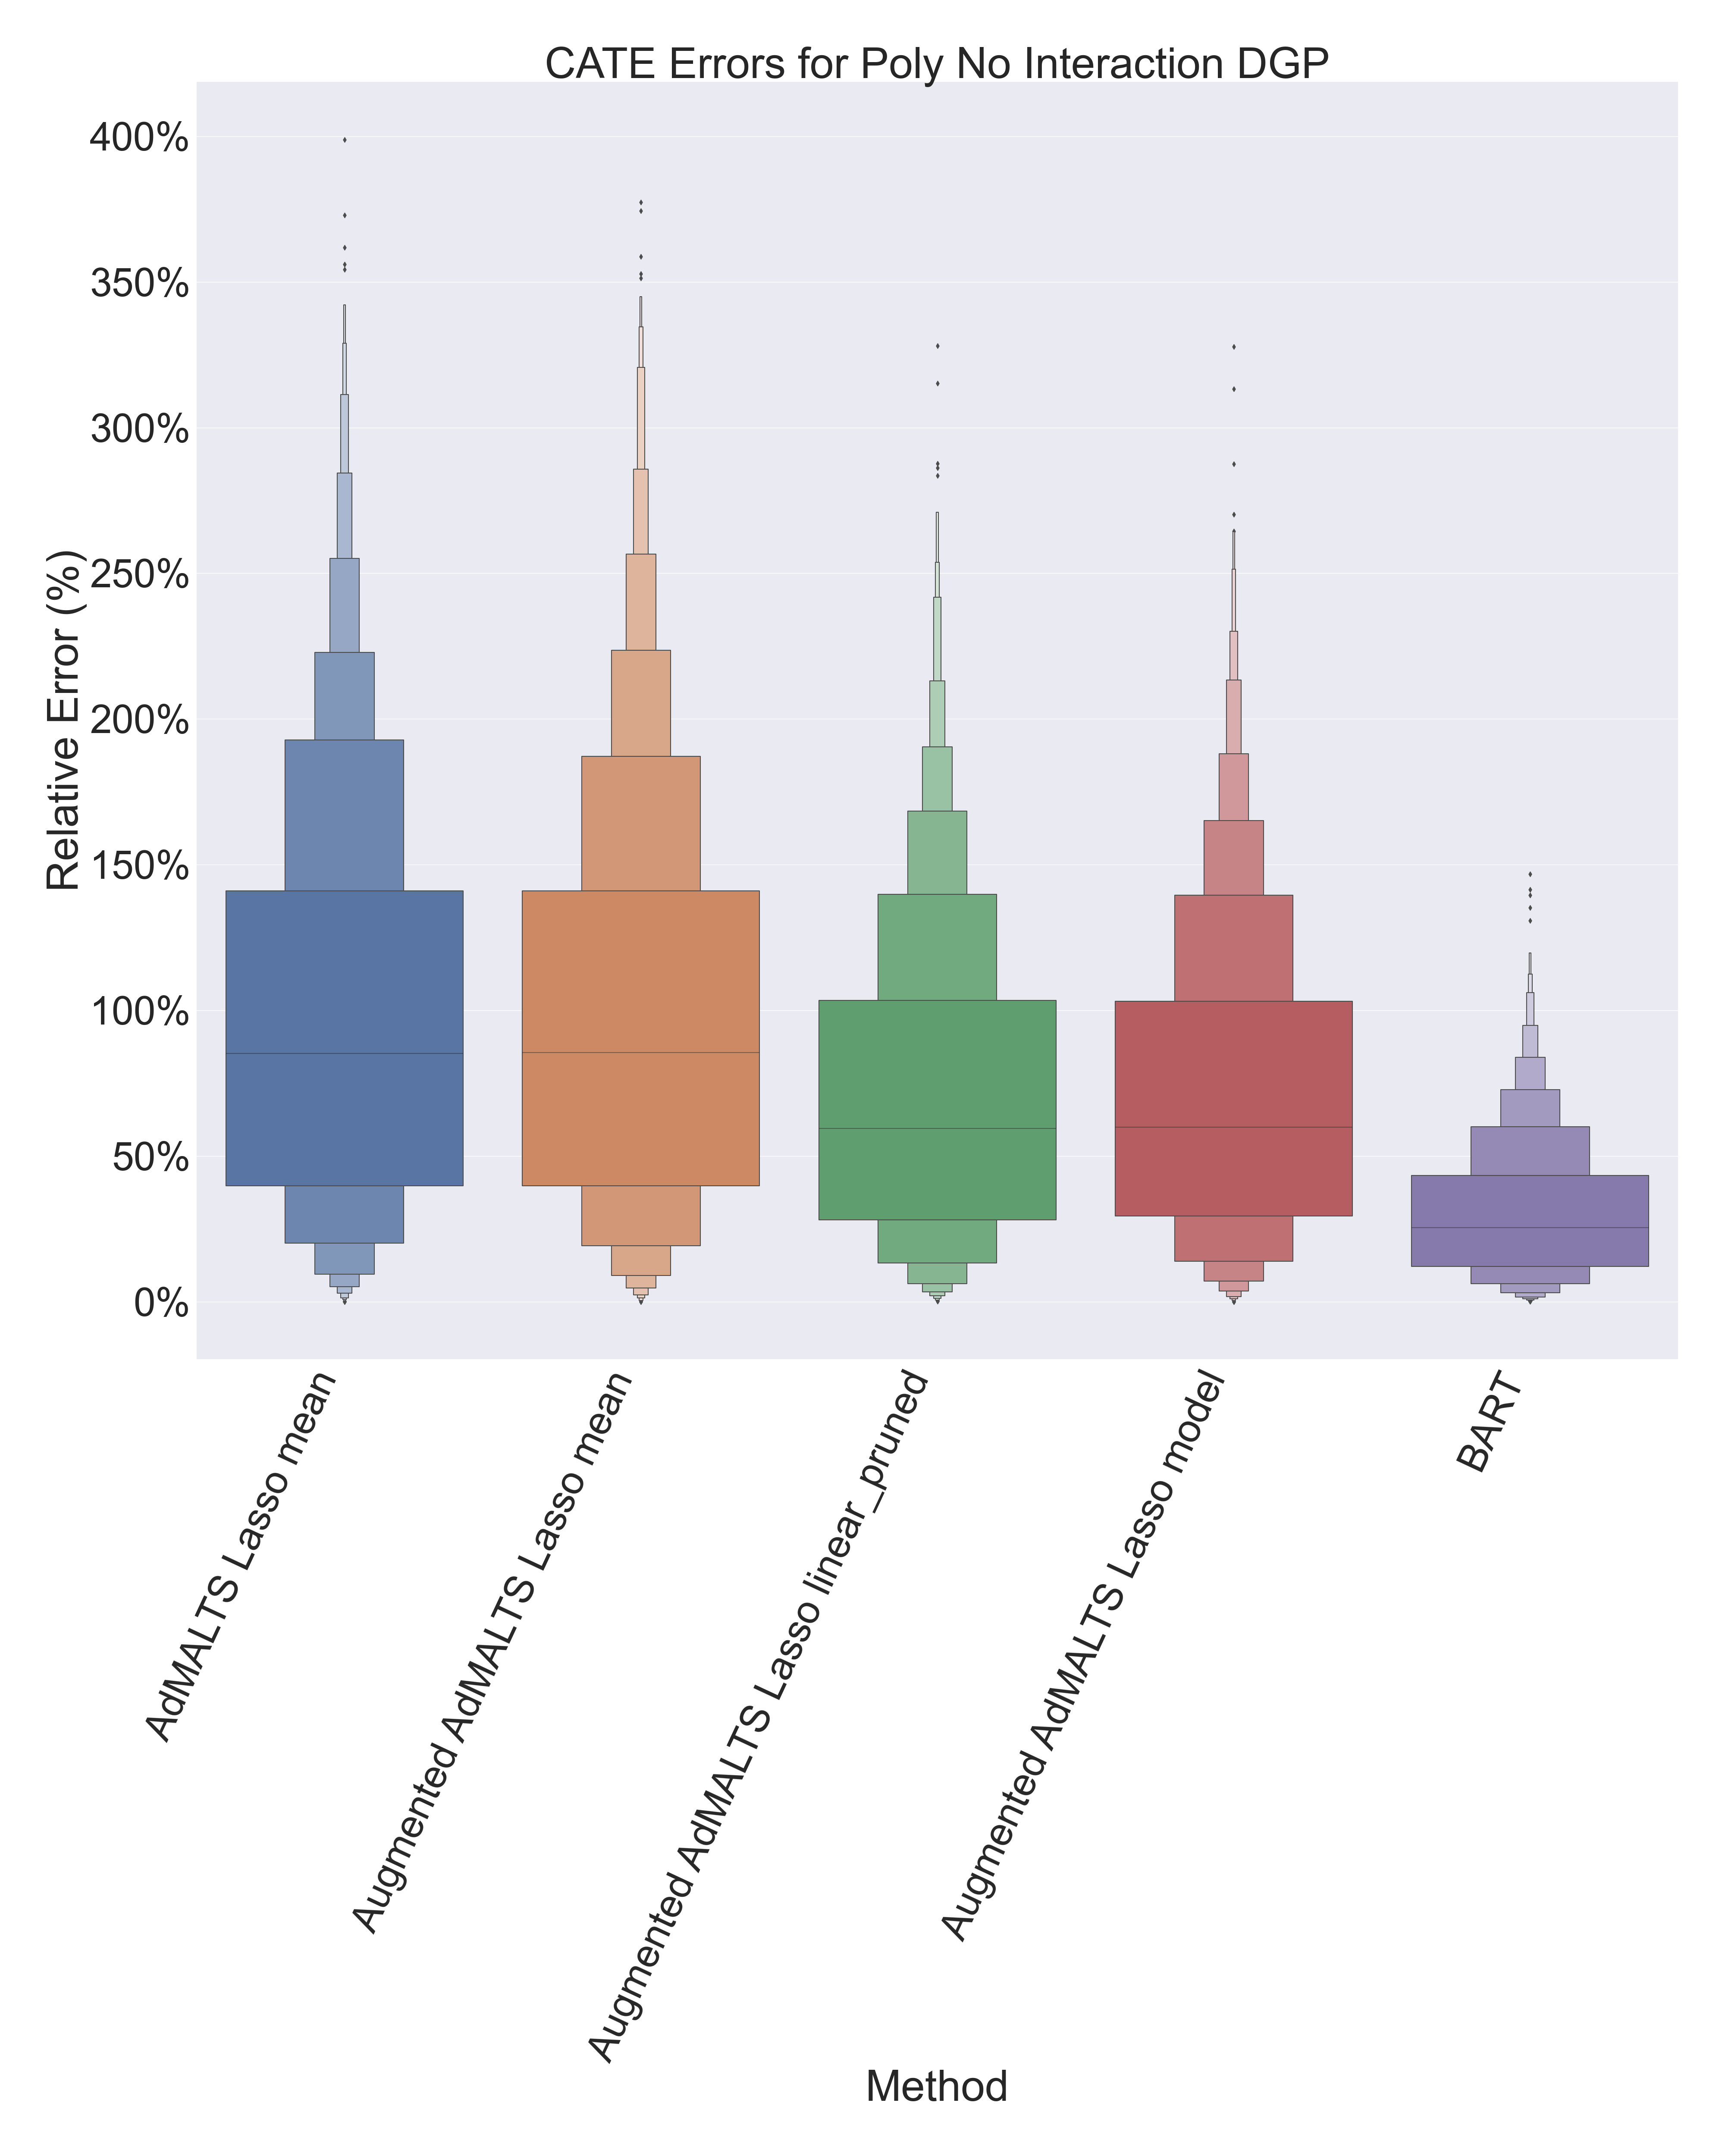 CATE Errors for Poly No Interaction DGP
400%
350%
300%
250%
200%
150%
100%
50%
0%
Relative Error (%)
AdMALTS Lasso mean
Augmented AdMALTS Lasso mean
Augmented AdMALTS Lasso linear_pruned
Augmented AdMALTS Lasso model
BART
Method